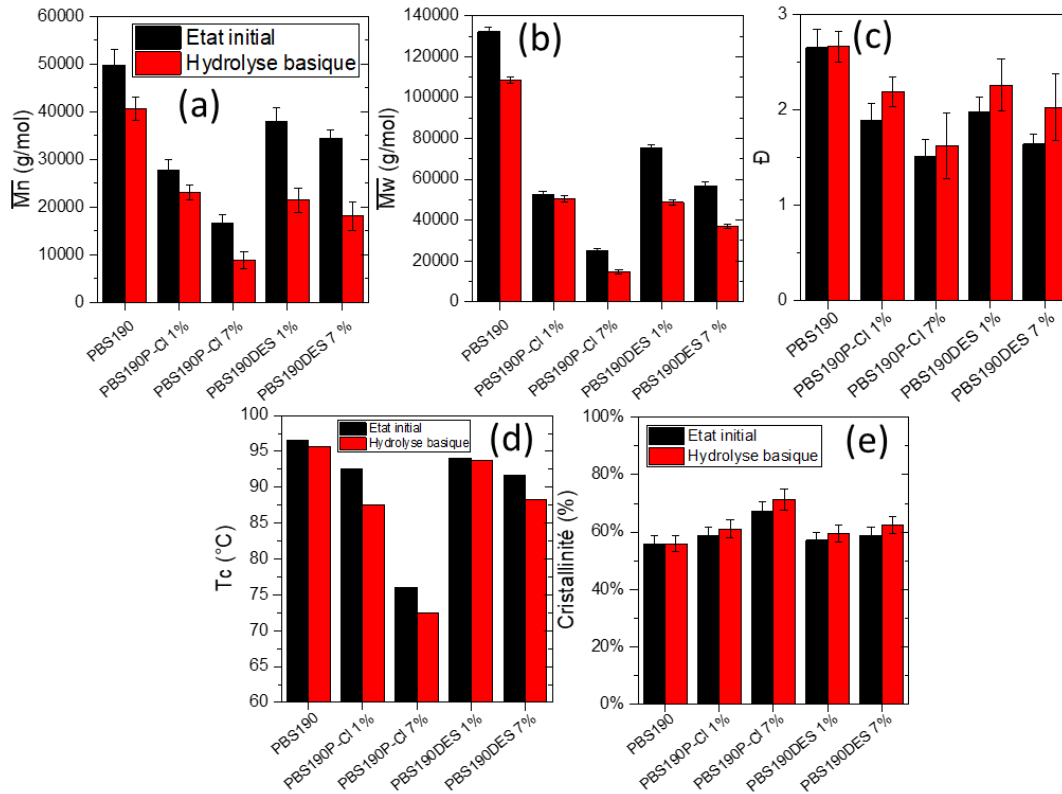 Etat initial
Hydrolyse basique
(a)
Mn (g/mol)
60000
50000
40000
30000
20000
10000
0
PBS190
PBS190P-Cl 1%
PBS190P-Cl 7%
PBS190DES 1%
PBS190DES 7 %
(b)
Mw (g/mol)
140000
120000
100000
80000
60000
40000
20000
0
PBS190
PBS190P-Cl 1%
PBS190P-Cl 7%
PBS190DES 1%
PBS190DES 7 %
(c)
Đ
3
2
1
0
PBS190
PBS190P-Cl 1%
PBS190P-Cl 7%
PBS190DES 1%
PBS190DES 7 %
Etat initial
Hydrolyse basique
(d)
Tc (°C)
100
95
90
85
80
75
70
65
60
PBS190
PBS190P-Cl 1%
PBS190P-Cl 7%
PBS190DES 1%
PBS190DES 7%
Etat initial
Hydrolyse basique
(e)
Cristallinité (%)
100%
80%
60%
40%
20%
0%
PBS190
PBS190P-Cl 1%
PBS190P-Cl 7%
PBS190DES 1%
PBS190DES 7%